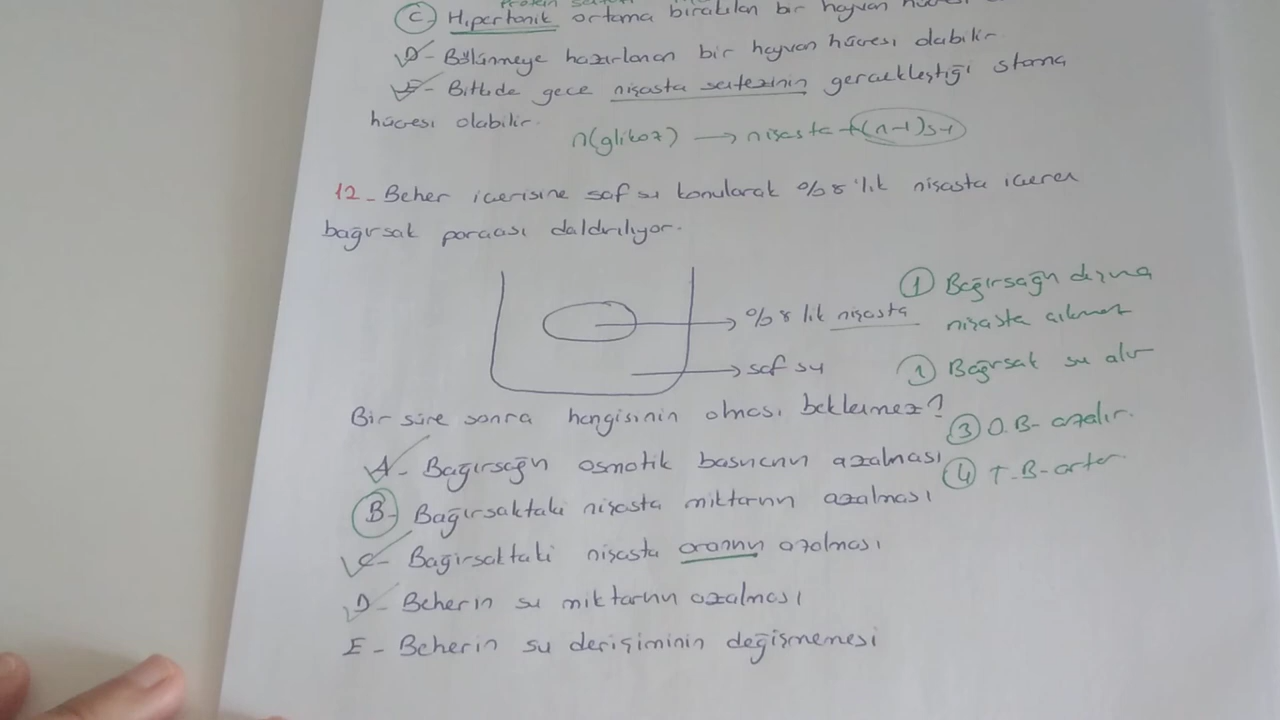 C- Hipertonik ortama bırakılan bir hayvan
D- Bölünmeye hazırlanan bir hayvan hücresi olabilir.
E- Bitkide gece nişasta sentezinin gerçekleştiği stoma
hücresi olabilir.
n(glikoz) → nişasta + (n-1)su
12- Beher içerisine saf su konularak %8'lik nişasta içeren
bağırsak parçası daldırılıyor.
%8 lik nişasta
saf su
① Bağırsağın dışına
nişasta çıkmaz
② Bağırsak su alır
③ O.B- azalır.
④ T.B- artar.
Bir süre sonra hangisinin olması beklenmez?
A- Bağırsağın osmotik basıncının azalması
B- Bağırsaktaki nişasta miktarının azalması
C- Bağırsaktaki nişasta oranının azalması
D- Beherin su miktarının azalması
E- Beherin su derişiminin değişmemesi